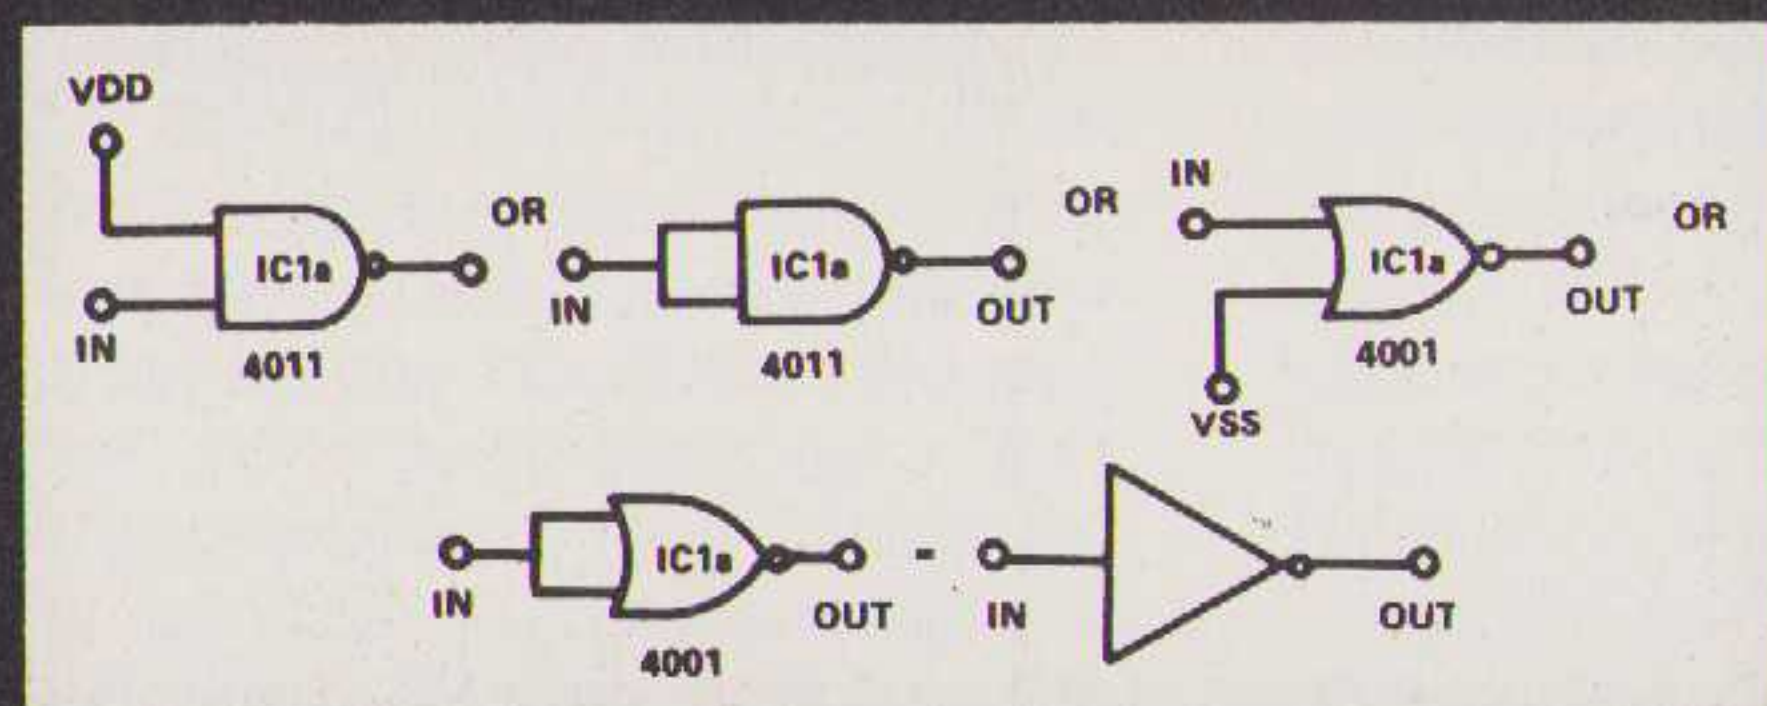 VDD
IN
IC1a
4011
OR
IN
IC1a
OUT
4011
OR
IN
IC1a
OUT
4001
VSS
OR
IN
IC1a
OUT
4001
-
IN
OUT